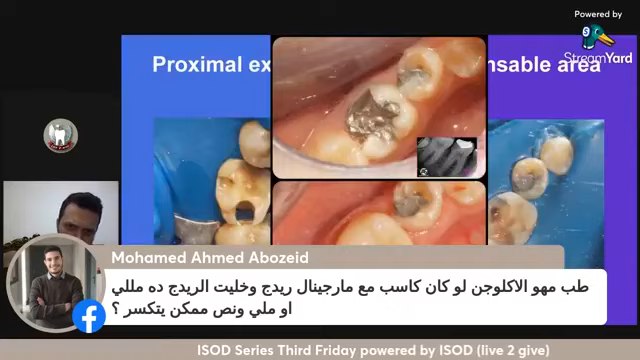 Powered by
StreamYard
Proximal ex
nsable area
Mohamed Ahmed Abozeid
طب مهو الاكلوجن لو كان كاسب مع مارجينال ريدج وخليت الريدج ده مللي
او ملي ونص ممكن يتكسر ؟
ISOD Series Third Friday powered by ISOD (live 2 give)